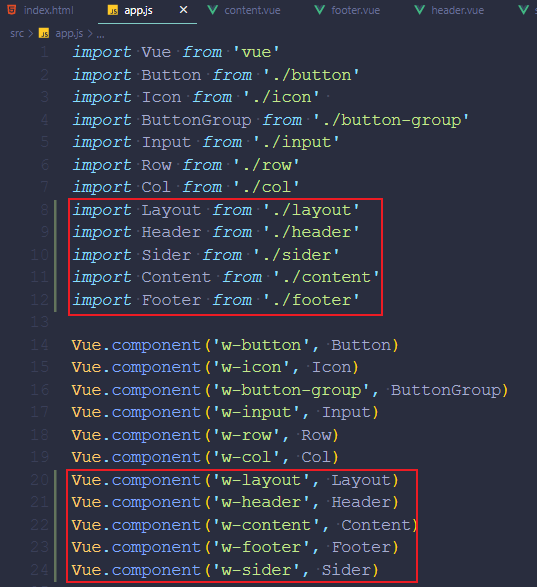 index.html JS app.js × content.vue footer.vue header.vue
src > JS app.js > ...
1 import Vue from 'vue'
2 import Button from './button'
3 import Icon from './icon'
4 import ButtonGroup from './button-group'
5 import Input from './input'
6 import Row from './row'
7 import Col from './col'
8 import Layout from './layout'
9 import Header from './header'
10 import Sider from './sider'
11 import Content from './content'
12 import Footer from './footer'
13
14 Vue.component('w-button', Button)
15 Vue.component('w-icon', Icon)
16 Vue.component('w-button-group', ButtonGroup)
17 Vue.component('w-input', Input)
18 Vue.component('w-row', Row)
19 Vue.component('w-col', Col)
20 Vue.component('w-layout', Layout)
21 Vue.component('w-header', Header)
22 Vue.component('w-content', Content)
23 Vue.component('w-footer', Footer)
24 Vue.component('w-sider', Sider)